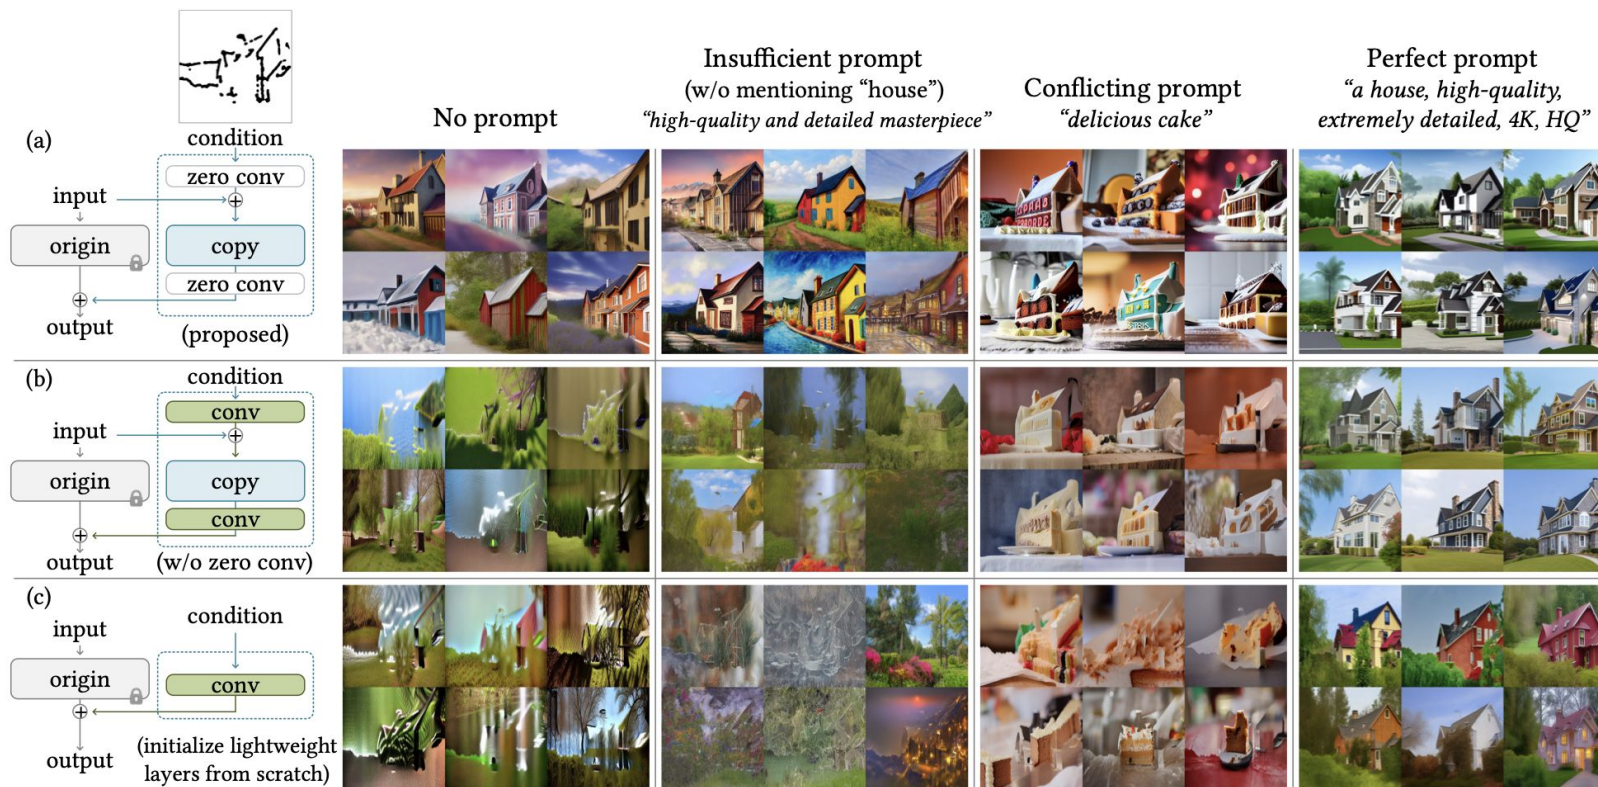 Insufficient prompt
(w/o mentioning “house”)
“high-quality and detailed masterpiece”
Conflicting prompt
“delicious cake”
Perfect prompt
“a house, high-quality,
extremely detailed, 4K, HQ”
No prompt
(a)
condition
zero conv
input
origin
copy
zero conv
output
(proposed)
(b)
condition
conv
input
origin
copy
conv
output
(w/o zero conv)
(c)
input
condition
origin
conv
output
(initialize lightweight
layers from scratch)